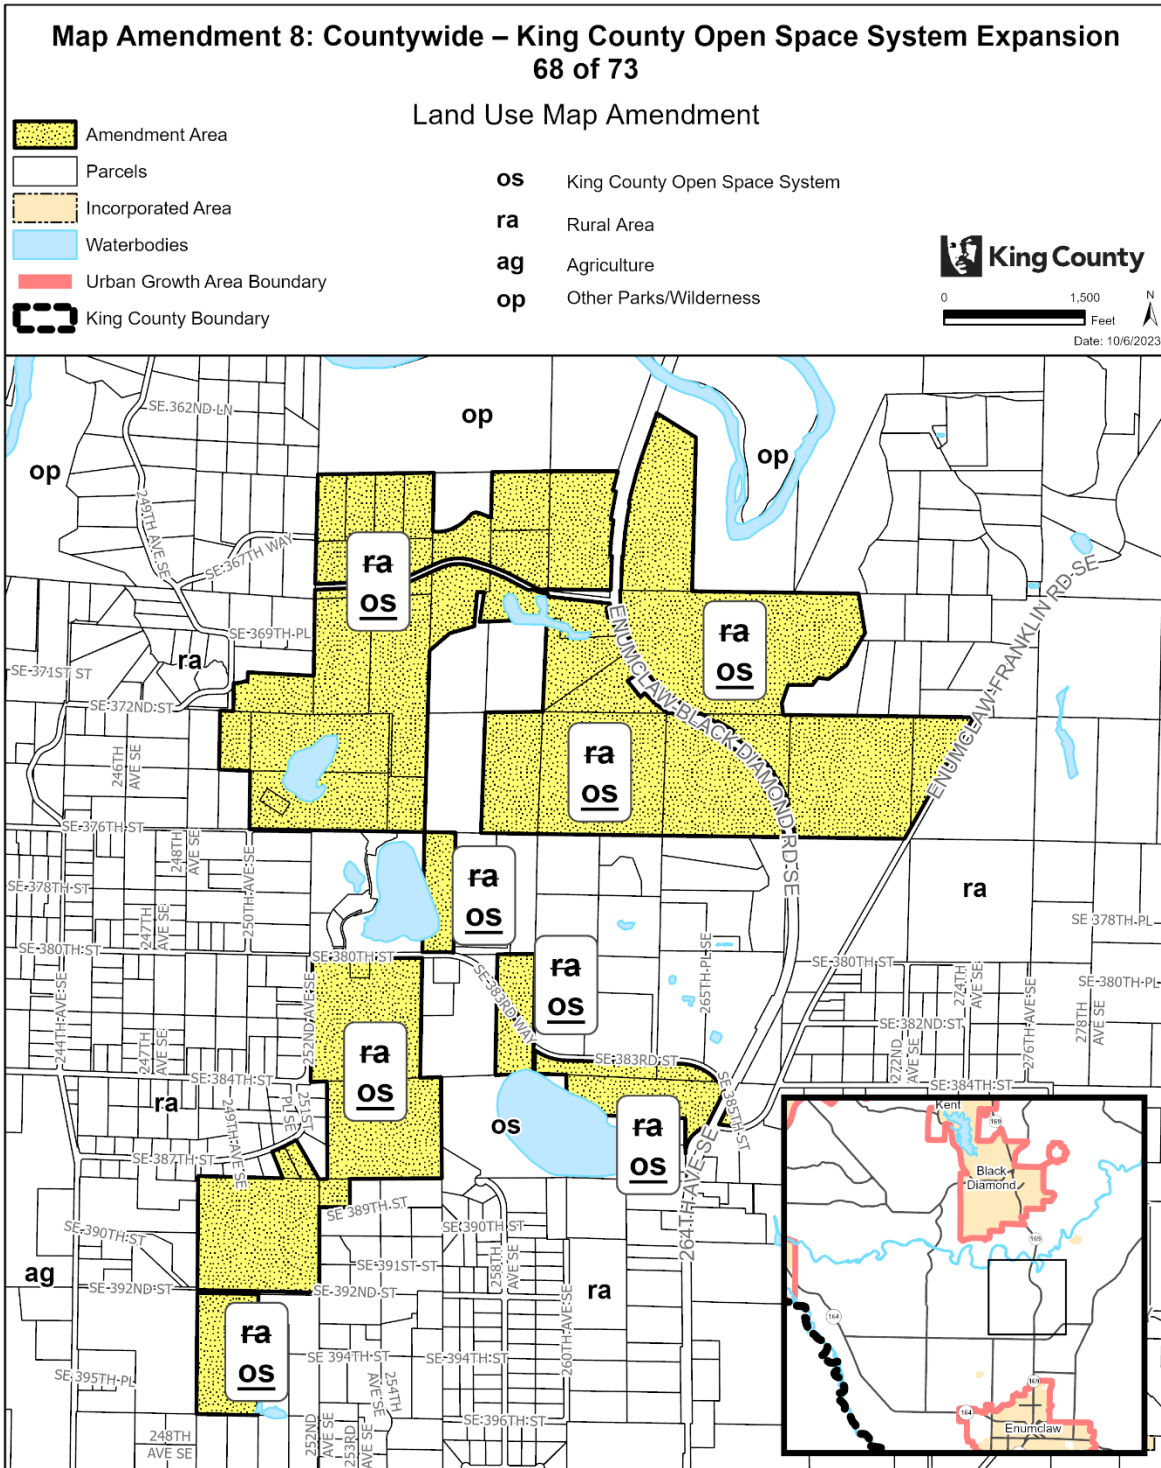 Map Amendment 8: Countywide – King County Open Space System Expansion
68 of 73
Land Use Map Amendment
Amendment Area
Parcels
Incorporated Area
Waterbodies
Urban Growth Area Boundary
King County Boundary
os King County Open Space System
ra Rural Area
ag Agriculture
op Other Parks/Wilderness
King County
0 1,500
Feet
N
Date: 10/6/2023
SE 362ND LN
op
op
op
249TH AVE SE
SE 367TH WAY
ra
os
SE 369TH PL
ra
SE 371ST ST
SE 372ND ST
ENUMCLAW-BLACK DIAMOND RD SE
ra
os
ENUMCLAW-FRANKLIN RD SE
246TH
AVE SE
ra
os
SE 376TH ST
248TH
AVE SE
250TH AVE SE
SE 378TH ST
ra
os
ra
SE 378TH PL
247TH
AVE SE
SE 380TH ST
SE 380TH ST
SE 383RD WAY
ra
os
265TH PL SE
SE 380TH ST
274TH
AVE SE
SE 380TH PL
244TH AVE SE
252ND AVE SE
276TH AVE SE
278TH
AVE SE
SE 382ND ST
272ND
AVE SE
247TH
AVE SE
ra
os
SE 383RD ST
SE 384TH ST
SE 384TH ST
SE 385TH ST
ra
249TH AVE SE
251ST
PL SE
os
ra
os
SE 387TH ST
264TH AVE SE
SE 389TH ST
SE 390TH ST
SE 390TH ST
258TH
AVE SE
SE 391ST ST
ag
SE 392ND ST
SE 392ND ST
260TH AVE SE
ra
ra
os
SE 394TH ST
SE 394TH ST
SE 395TH PL
254TH
AVE SE
SE 396TH ST
248TH
AVE SE
252ND
AVE SE
253RD
AVE SE
Kent
169
Black
Diamond
169
164
169
164
Enumclaw